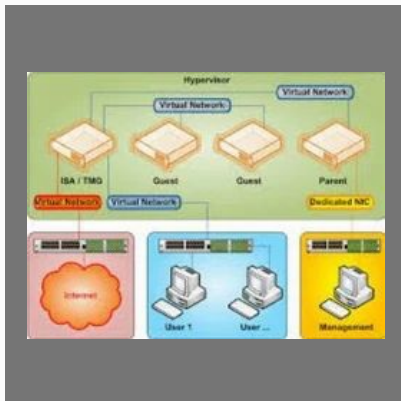 Hypervisor
Virtual Network
Virtual Network
ISA / TMG
Guest
Guest
Parent
Virtual Network
Virtual Network
Dedicated NIC
Internet
User 1
User ...
Management